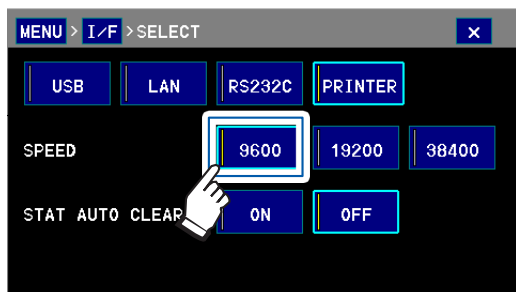 MENU > I/F >SELECT x
USB LAN RS232C PRINTER
SPEED 9600 19200 38400
STAT AUTO CLEAR ON OFF